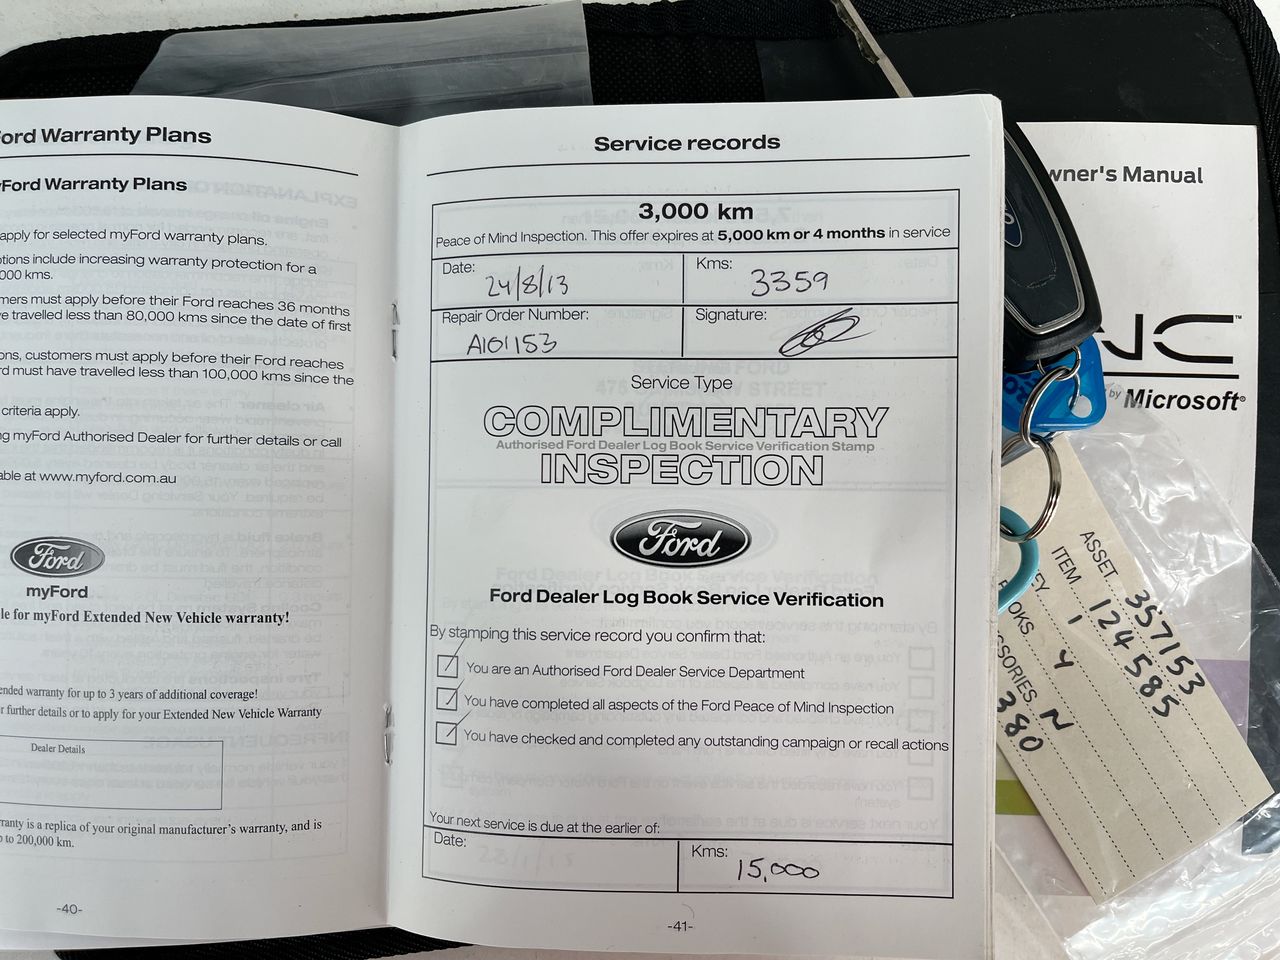 Ford Warranty Plans
yFord Warranty Plans
apply for selected myFord warranty plans.
ptions include increasing warranty protection for a
000 kms.
mers must apply before their Ford reaches 36 months
ve travelled less than 80,000 kms since the date of first
ons, customers must apply before their Ford reaches
rd must have travelled less than 100,000 kms since the
criteria apply.
ng myFord Authorised Dealer for further details or call
able at www.myford.com.au
Ford
myFord
le for myFord Extended New Vehicle warranty!
ended warranty for up to 3 years of additional coverage!
r further details or to apply for your Extended New Vehicle Warranty
Dealer Details
rranty is a replica of your original manufacturer's warranty, and is
to 200,000 km.
-40-
Service records
3,000 km
Peace of Mind Inspection. This offer expires at 5,000 km or 4 months in service
Date: 24/8/13
Kms: 3359
Repair Order Number: A101153
Signature:
Service Type
COMPLIMENTARY
Authorised Ford Dealer Log Book Service Verification Stamp
INSPECTION
Ford
Ford Dealer Log Book Service Verification
By stamping this service record you confirm that:
You are an Authorised Ford Dealer Service Department
You have completed all aspects of the Ford Peace of Mind Inspection
You have checked and completed any outstanding campaign or recall actions
Your next service is due at the earlier of:
Date:
Kms: 15,000
-41-
wner's Manual
NC™
by Microsoft®
ASSET 357153
ITEM 124585
EY 1
OOKS Y
SSORIES N
380